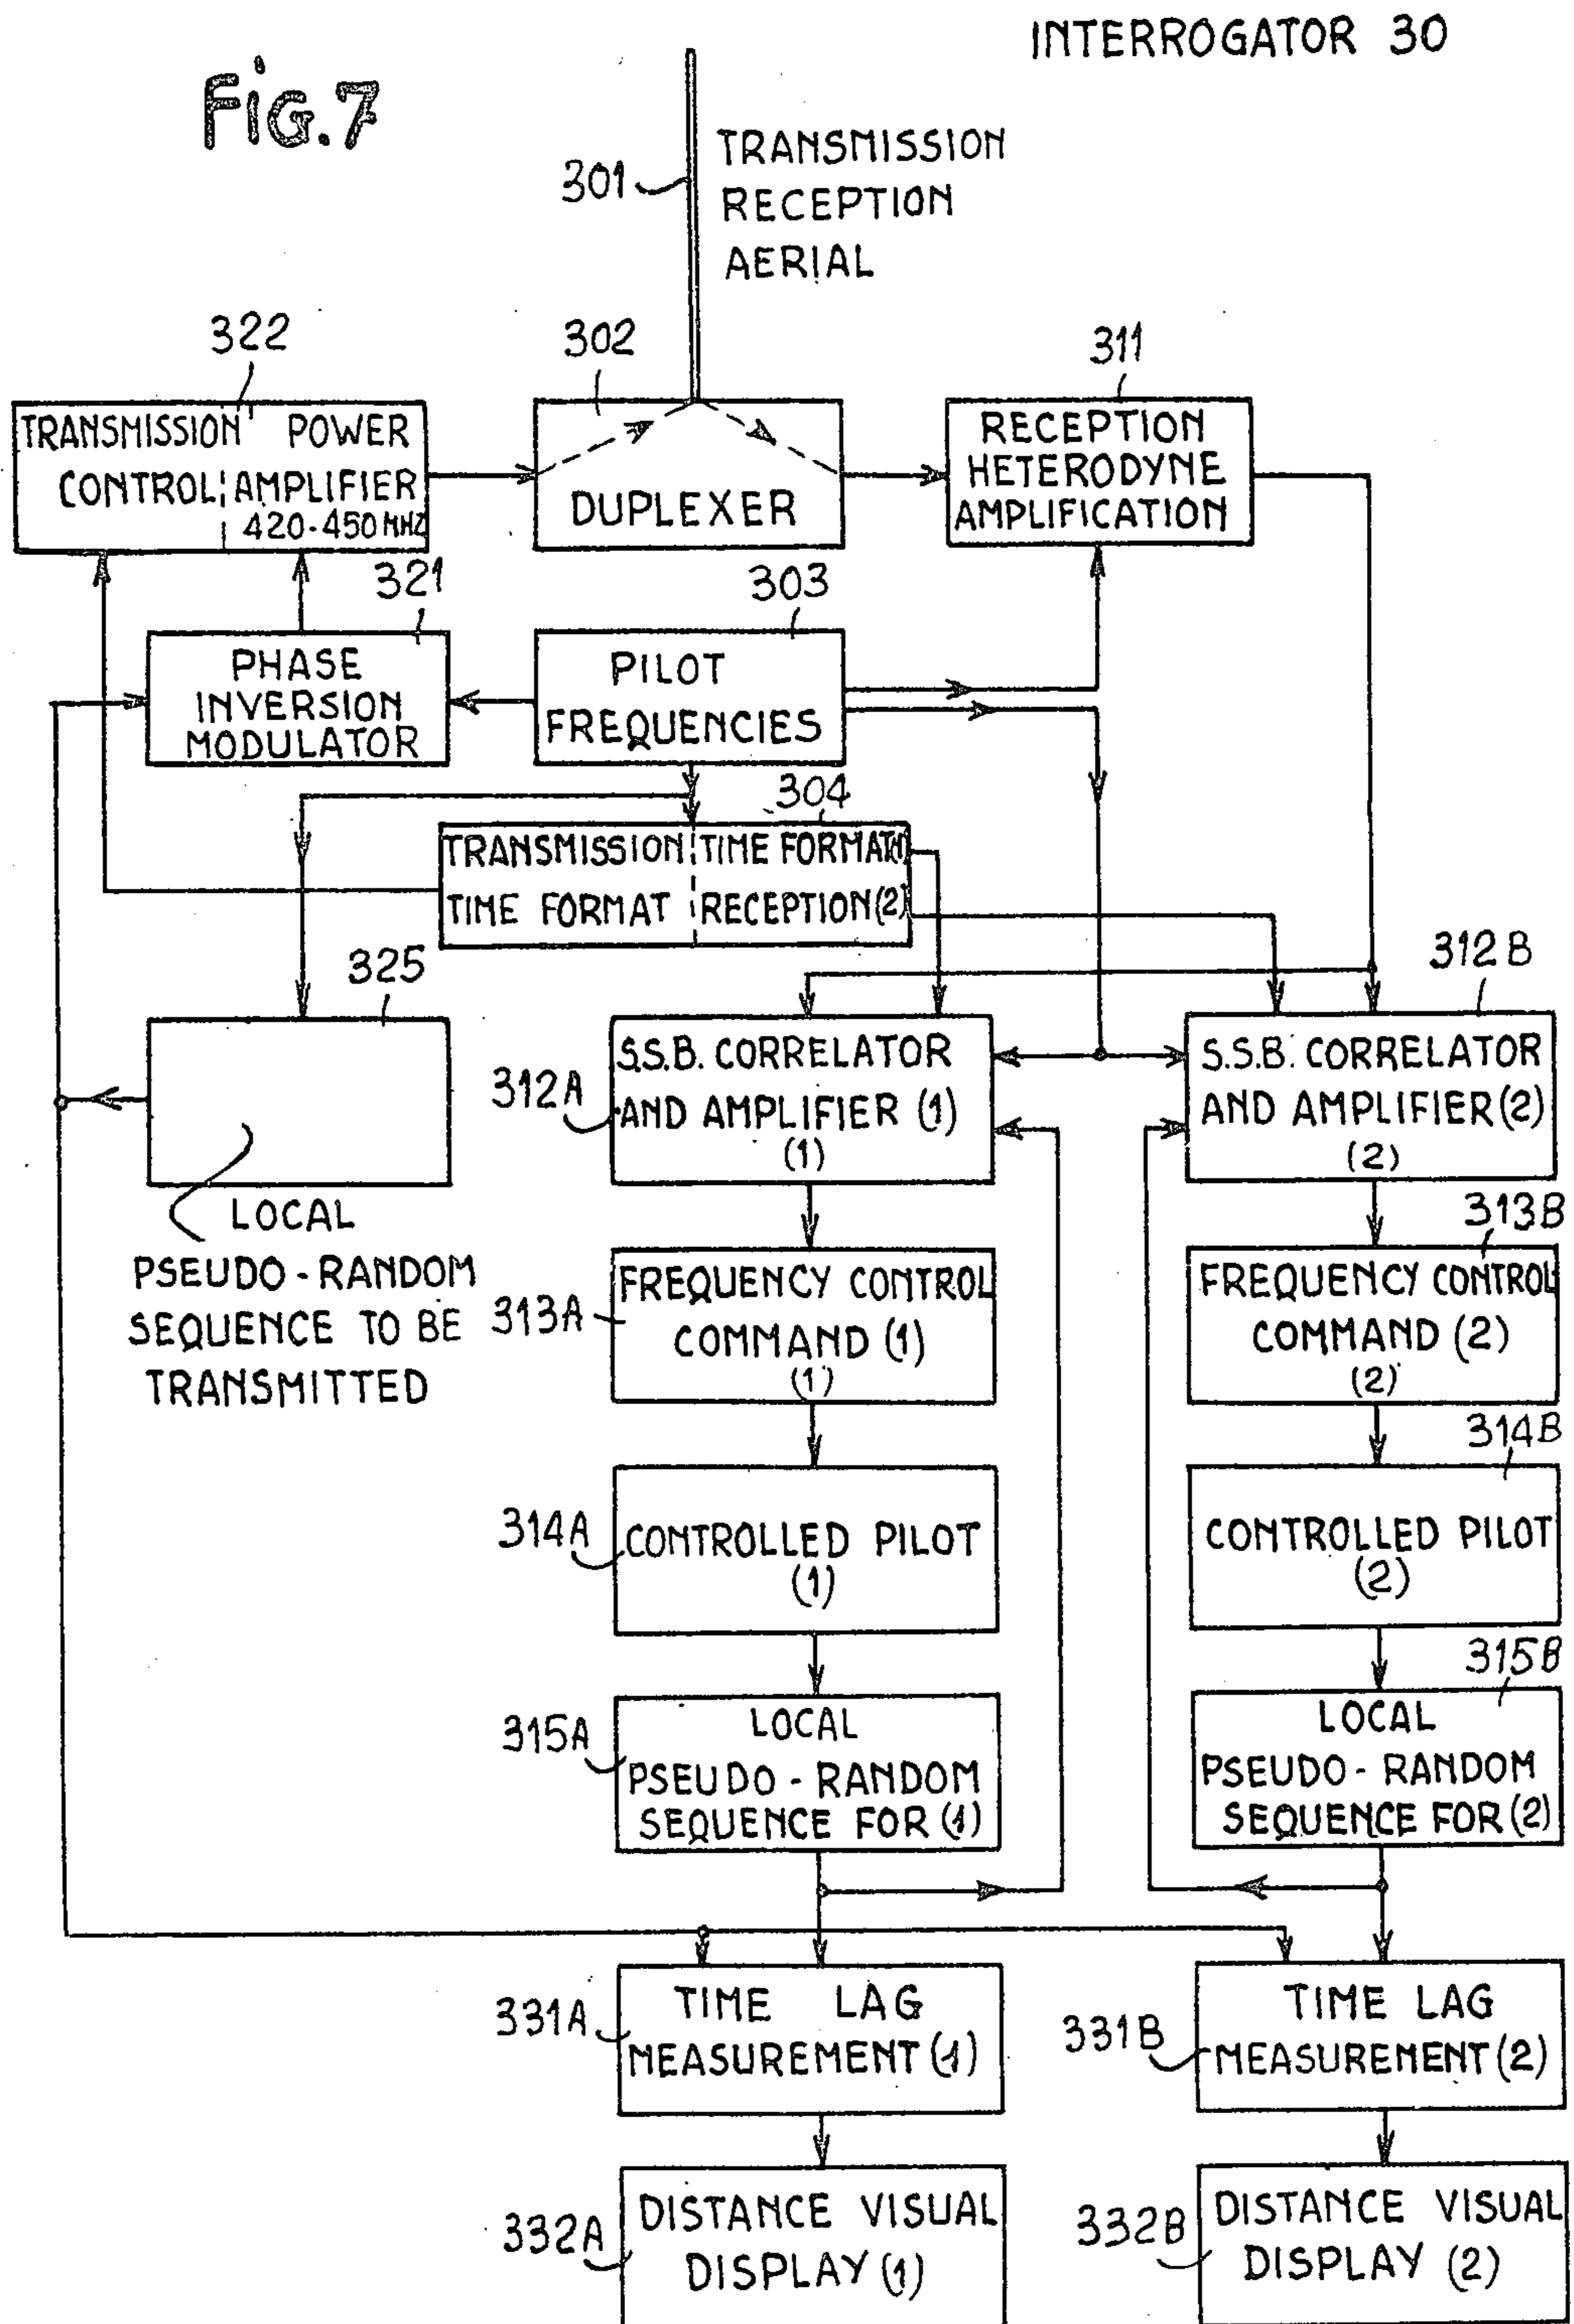 INTERROGATOR 30
FIG.7
301
TRANSMISSION
RECEPTION
AERIAL
322
302
311
TRANSMISSION POWER
CONTROL AMPLIFIER
420-450 MHZ
DUPLEXER
RECEPTION
HETERODYNE
AMPLIFICATION
321
303
PHASE
INVERSION
MODULATOR
PILOT
FREQUENCIES
304
TRANSMISSION TIME FORMAT (1)
TIME FORMAT RECEPTION (2)
325
312B
312A
S.S.B. CORRELATOR
AND AMPLIFIER (1)
(1)
S.S.B. CORRELATOR
AND AMPLIFIER (2)
(2)
LOCAL
PSEUDO-RANDOM
SEQUENCE TO BE
TRANSMITTED
313A
FREQUENCY CONTROL
COMMAND (1)
(1)
313B
FREQUENCY CONTROL
COMMAND (2)
(2)
314A
CONTROLLED PILOT
(1)
314B
CONTROLLED PILOT
(2)
315A
LOCAL
PSEUDO-RANDOM
SEQUENCE FOR (1)
315B
LOCAL
PSEUDO-RANDOM
SEQUENCE FOR (2)
331A
TIME LAG
MEASUREMENT (1)
331B
TIME LAG
MEASUREMENT (2)
332A
DISTANCE VISUAL
DISPLAY (1)
332B
DISTANCE VISUAL
DISPLAY (2)